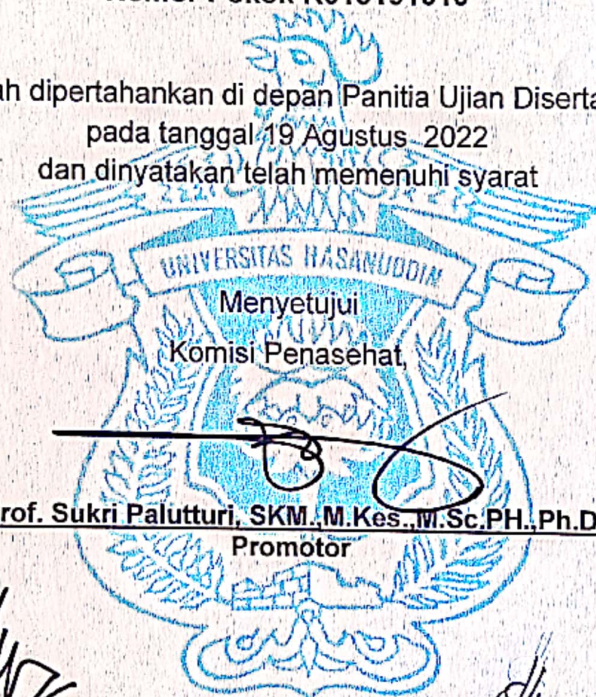 ah dipertahankan di depan Panitia Ujian Diserta
pada tanggal 19 Agustus 2022
dan dinyatakan telah memenuhi syarat
UNIVERSITAS HASANUDDIN
Menyetujui
Komisi Penasehat,
rof. Sukri Palutturi, SKM.,M.Kes.,M.Sc.PH.,Ph.D
Promotor